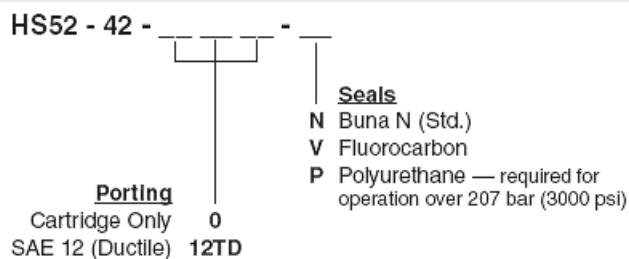 HS52 - 42 - __ __ __ - __
Seals
N Buna N (Std.)
V Fluorocarbon
P Polyurethane — required for
operation over 207 bar (3000 psi)
Porting
Cartridge Only 0
SAE 12 (Ductile) 12TD